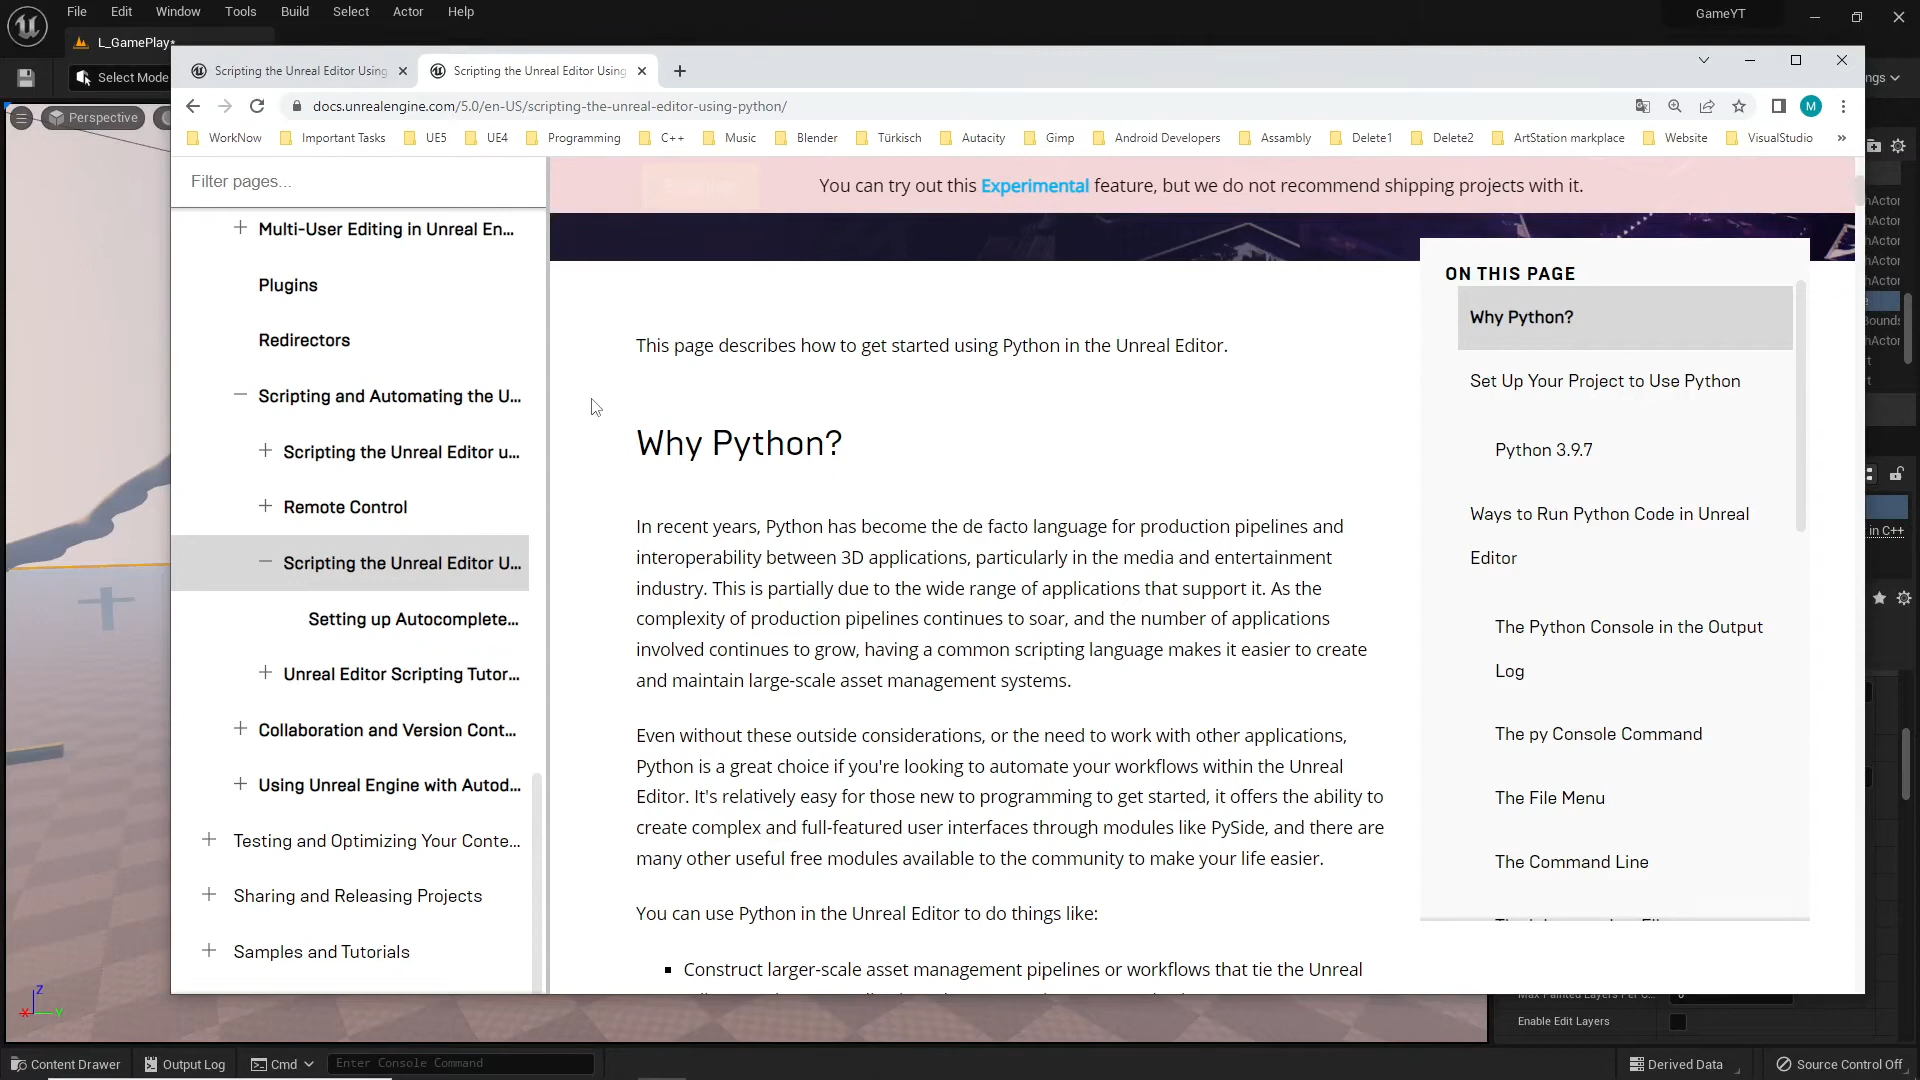 File Edit Window Tools Build Select Actor Help
GameYT
L_GamePlay*
Select Mode
ngs
Perspective
Scripting the Unreal Editor Using
Scripting the Unreal Editor Using
docs.unrealengine.com/5.0/en-US/scripting-the-unreal-editor-using-python/
M
WorkNow Important Tasks UE5 UE4 Programming C++ Music Blender Türkisch Autacity Gimp Android Developers Assambly Delete1 Delete2 ArtStation markplace Website VisualStudio »
Filter pages...
Multi-User Editing in Unreal En...
Plugins
Redirectors
Scripting and Automating the U...
Scripting the Unreal Editor u...
Remote Control
Scripting the Unreal Editor U...
Setting up Autocomplete...
Unreal Editor Scripting Tutor...
Collaboration and Version Cont...
Using Unreal Engine with Autod...
Testing and Optimizing Your Conte...
Sharing and Releasing Projects
Samples and Tutorials
You can try out this Experimental feature, but we do not recommend shipping projects with it.
This page describes how to get started using Python in the Unreal Editor.
Why Python?
In recent years, Python has become the de facto language for production pipelines and
interoperability between 3D applications, particularly in the media and entertainment
industry. This is partially due to the wide range of applications that support it. As the
complexity of production pipelines continues to soar, and the number of applications
involved continues to grow, having a common scripting language makes it easier to create
and maintain large-scale asset management systems.
Even without these outside considerations, or the need to work with other applications,
Python is a great choice if you're looking to automate your workflows within the Unreal
Editor. It's relatively easy for those new to programming to get started, it offers the ability to
create complex and full-featured user interfaces through modules like PySide, and there are
many other useful free modules available to the community to make your life easier.
You can use Python in the Unreal Editor to do things like:
Construct larger-scale asset management pipelines or workflows that tie the Unreal
ON THIS PAGE
Why Python?
Set Up Your Project to Use Python
Python 3.9.7
Ways to Run Python Code in Unreal
Editor
The Python Console in the Output
Log
The py Console Command
The File Menu
The Command Line
hActor
hActor
hActor
hActor
hActor
Bounds
hActor
in C++
Enable Edit Layers
Z
X Y
Content Drawer Output Log Cmd Enter Console Command Derived Data Source Control Off